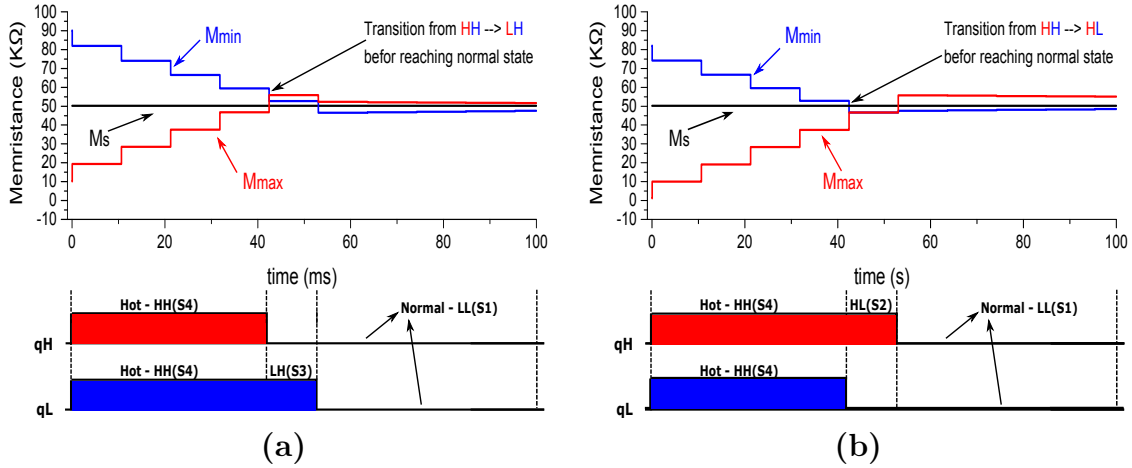 Memristance (KΩ)
100
90
80
70
60
50
40
30
20
10
0
-10
Mmin
Ms
Mmax
Transition from HH --> LH
befor reaching normal state
0
20
40
60
80
100
time (ms)
Hot - HH(S4)
Normal - LL(S1)
qH
Hot - HH(S4)
LH(S3)
qL
(a)
Memristance (KΩ)
100
90
80
70
60
50
40
30
20
10
0
-10
Mmin
Ms
Mmax
Transition from HH --> HL
befor reaching normal state
0
20
40
60
80
100
time (s)
Hot - HH(S4)
HL(S2)
Normal - LL(S1)
qH
Hot - HH(S4)
qL
(b)